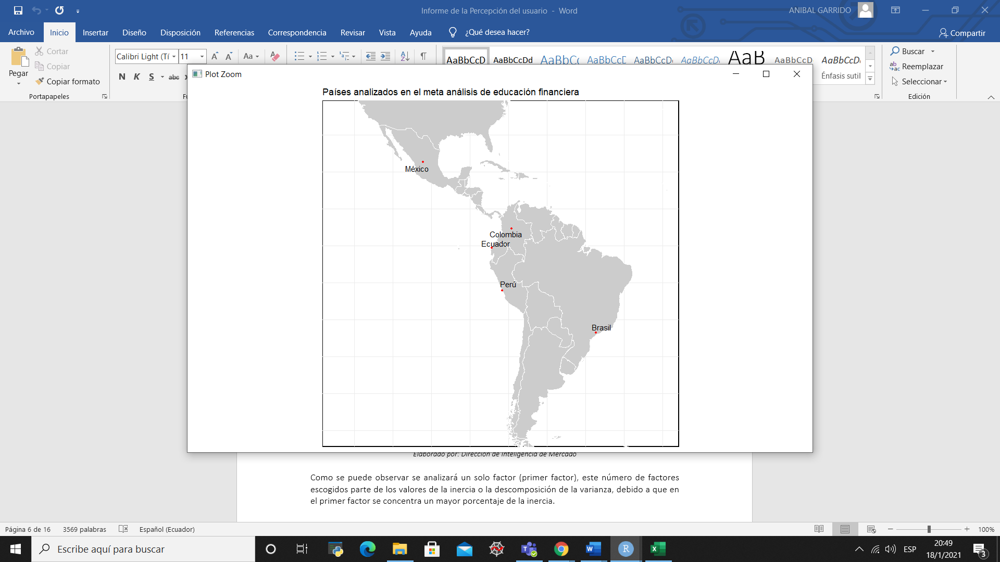 Informe de la Percepción del usuario - Word
ANIBAL GARRIDO
Archivo
Inicio
Insertar
Diseño
Disposición
Referencias
Correspondencia
Revisar
Vista
Ayuda
¿Qué desea hacer?
Compartir
Pegar
Cortar
Copiar
Copiar formato
Portapapeles
Calibri Light (Tí
11
Aa
N K S abc
AaBbCcD
AaBbCcDd
AaBbC
AaBbCcD
AaB
AaBbCcD
AaBbCcD
Énfasis sutil
Buscar
Reemplazar
Seleccionar
Edición
Plot Zoom
Países analizados en el meta análisis de educación financiera
México
Colombia
Ecuador
Perú
Brasil
Elaborado por: Dirección de Inteligencia de Mercado
Como se puede observar se analizará un solo factor (primer factor), este número de factores
escogidos parte de los valores de la inercia o la descomposición de la varianza, debido a que en
el primer factor se concentra un mayor porcentaje de la inercia.
Página 6 de 16
3569 palabras
Español (Ecuador)
100%
Escribe aquí para buscar
ESP
20:49
18/1/2021
3